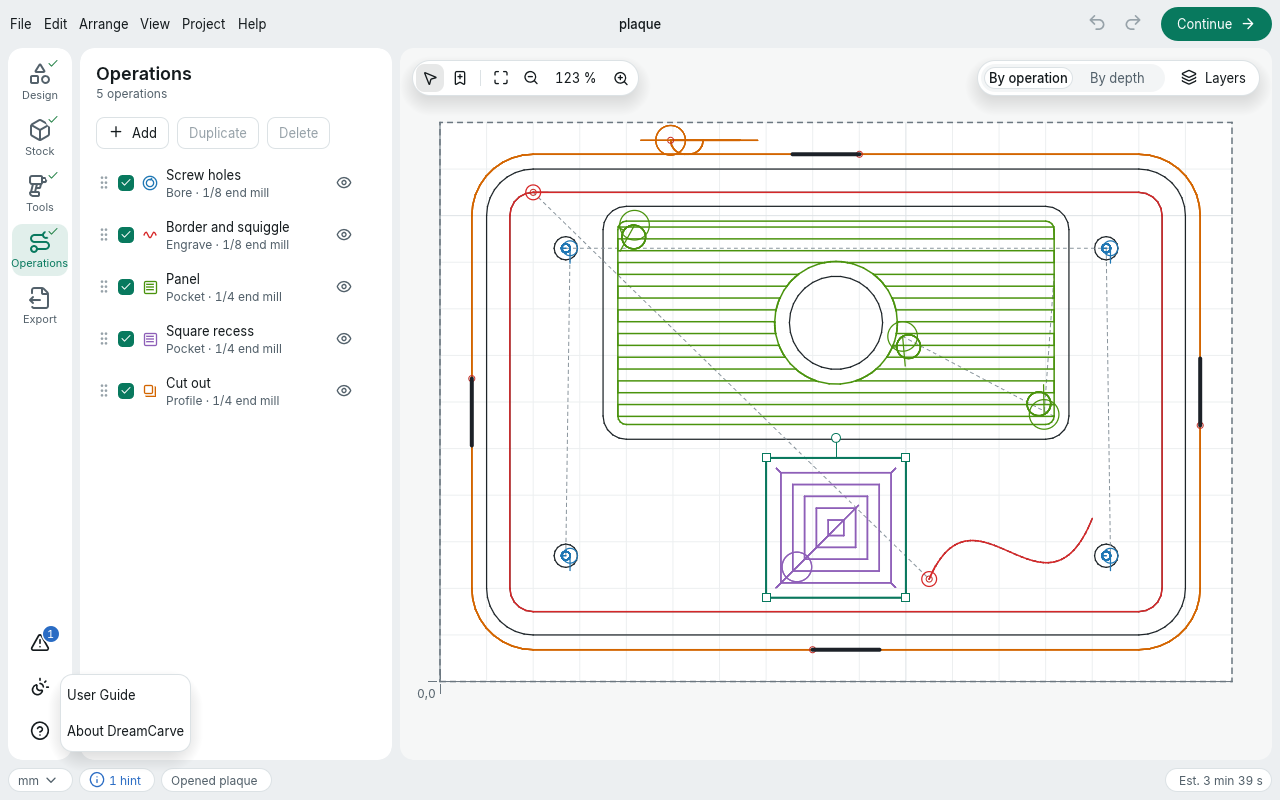 File Edit Arrange View Project Help
plaque
Continue
Design
Stock
Tools
Operations
Export
1
Operations
5 operations
Add
Duplicate
Delete
Screw holes
Bore · 1/8 end mill
Border and squiggle
Engrave · 1/8 end mill
Panel
Pocket · 1/4 end mill
Square recess
Pocket · 1/4 end mill
Cut out
Profile · 1/4 end mill
User Guide
About DreamCarve
123 %
By operation
By depth
Layers
0,0
mm
1 hint
Opened plaque
Est. 3 min 39 s